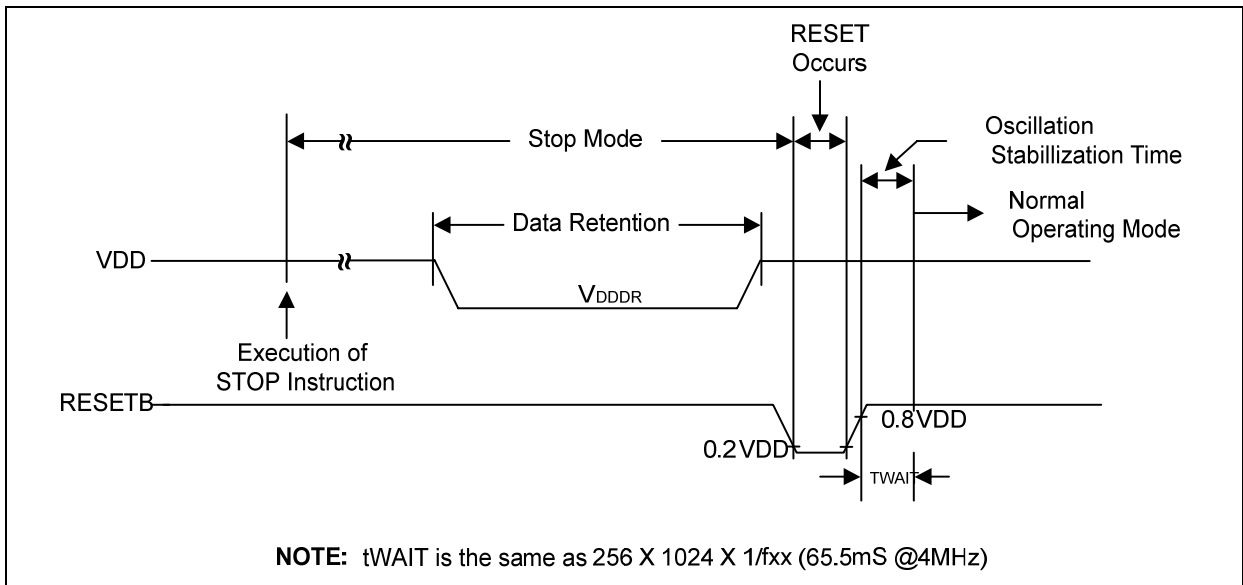 RESET
Occurs
Stop Mode
Oscillation
Stabillization Time
Normal
Operating Mode
Data Retention
VDD
VDDDR
Execution of
STOP Instruction
RESETB
0.2VDD
0.8VDD
TWAIT
NOTE: tWAIT is the same as 256 X 1024 X 1/fxx (65.5mS @4MHz)